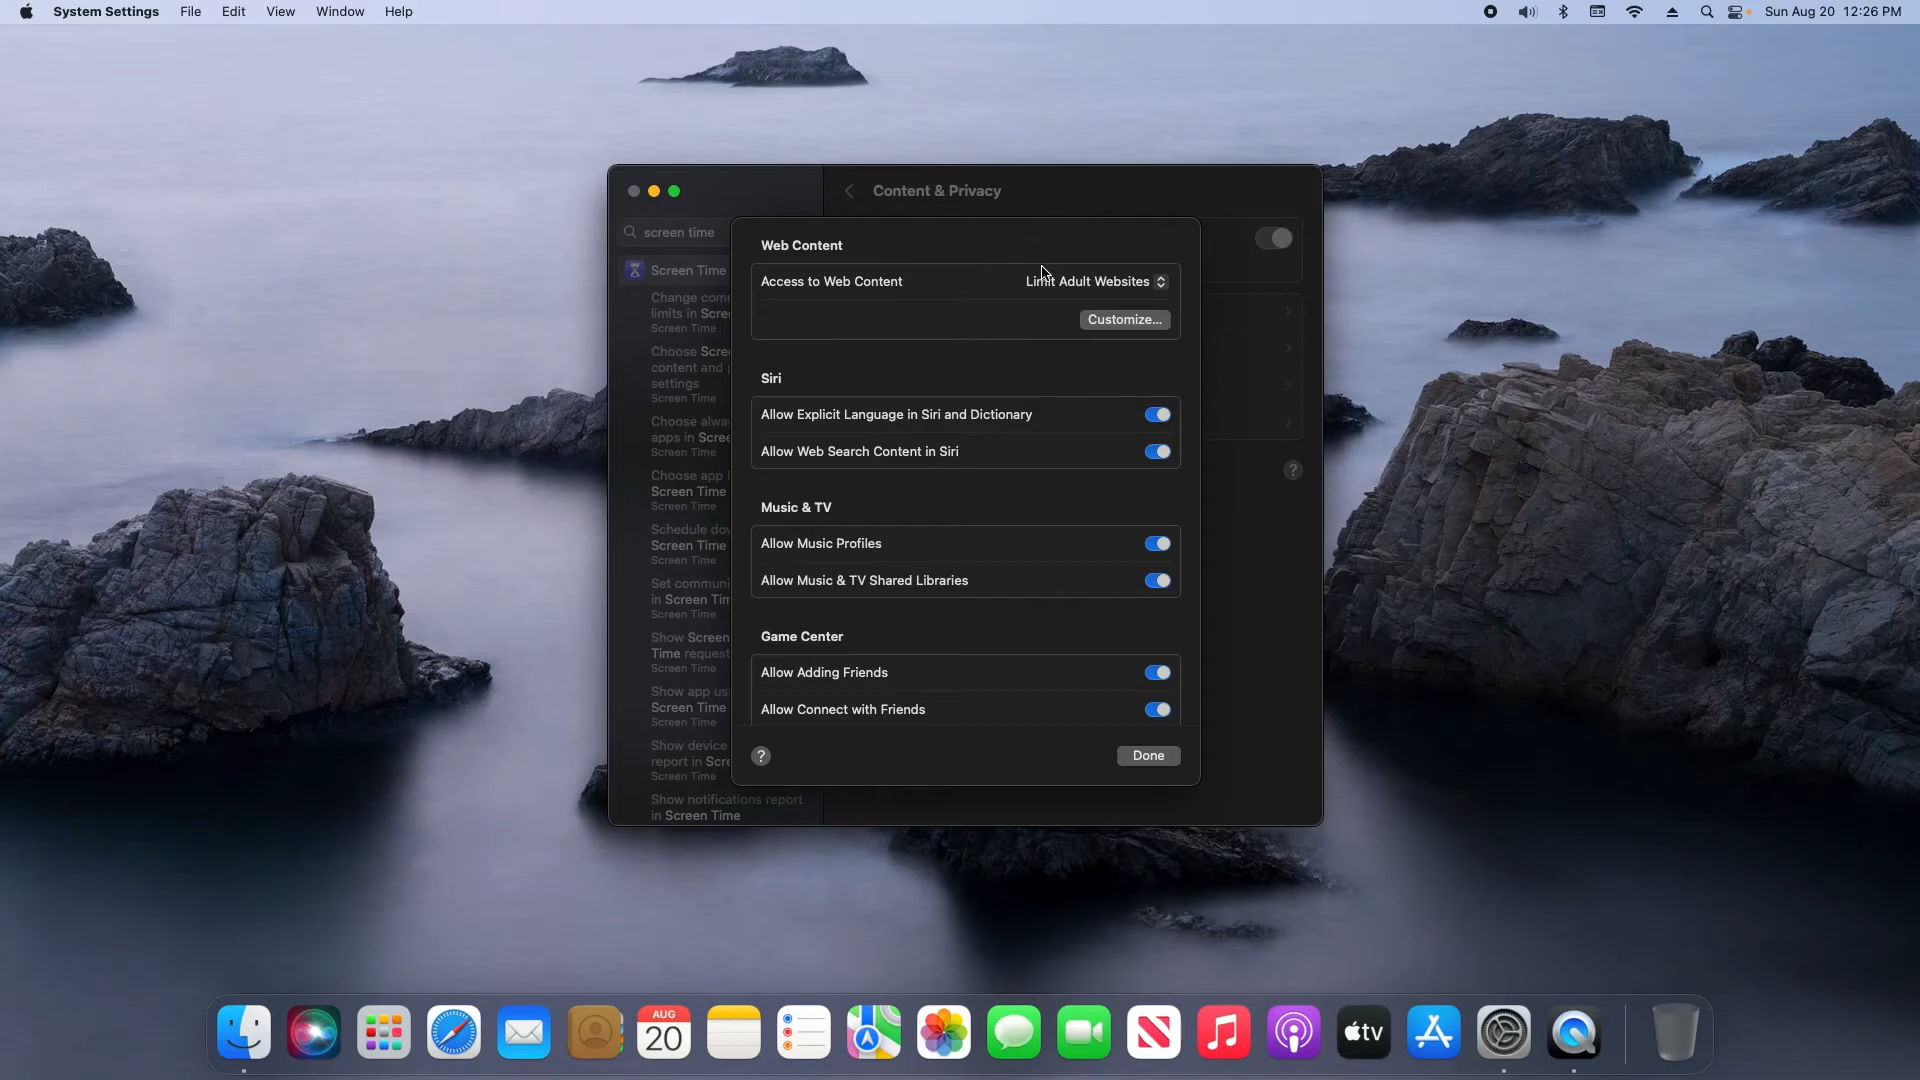 System Settings File Edit View Window Help
Sun Aug 20 12:26 PM
Content & Privacy
screen time
Screen Time
Change com
limits in Scre
Screen Time
Choose Scre
content and
settings
Screen Time
Choose alwa
apps in Scre
Screen Time
Choose app l
Screen Time
Screen Time
Schedule dov
Screen Time
Screen Time
Set communi
in Screen Tim
Screen Time
Show Screen
Time request
Screen Time
Show app us
Screen Time
Screen Time
Show device
report in Scre
Screen Time
Show notifications report
in Screen Time
Web Content
Access to Web Content Limit Adult Websites
Customize...
Siri
Allow Explicit Language in Siri and Dictionary
Allow Web Search Content in Siri
Music & TV
Allow Music Profiles
Allow Music & TV Shared Libraries
Game Center
Allow Adding Friends
Allow Connect with Friends
?
Done
?
AUG
20
tv